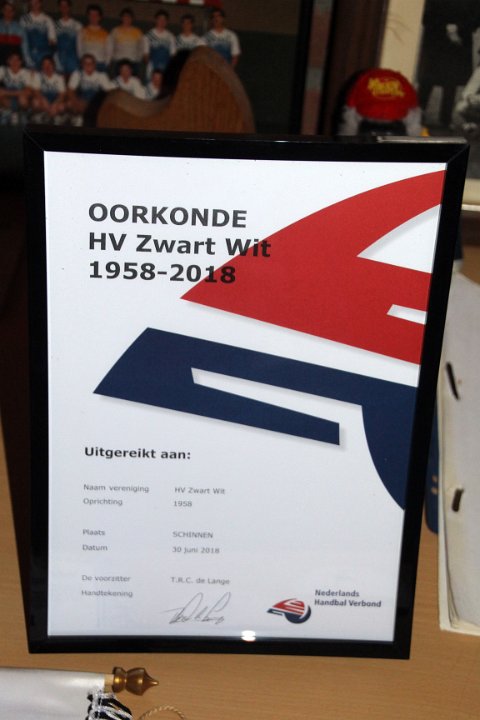 OORKONDE
HV Zwart Wit
1958-2018
Uitgereikt aan:
Naam vereniging HV Zwart Wit
Oprichting 1958
Plaats SCHINNEN
Datum 30 juni 2018
De voorzitter T.R.C. de Lange
Handtekening
Nederlands
Handbal Verbond